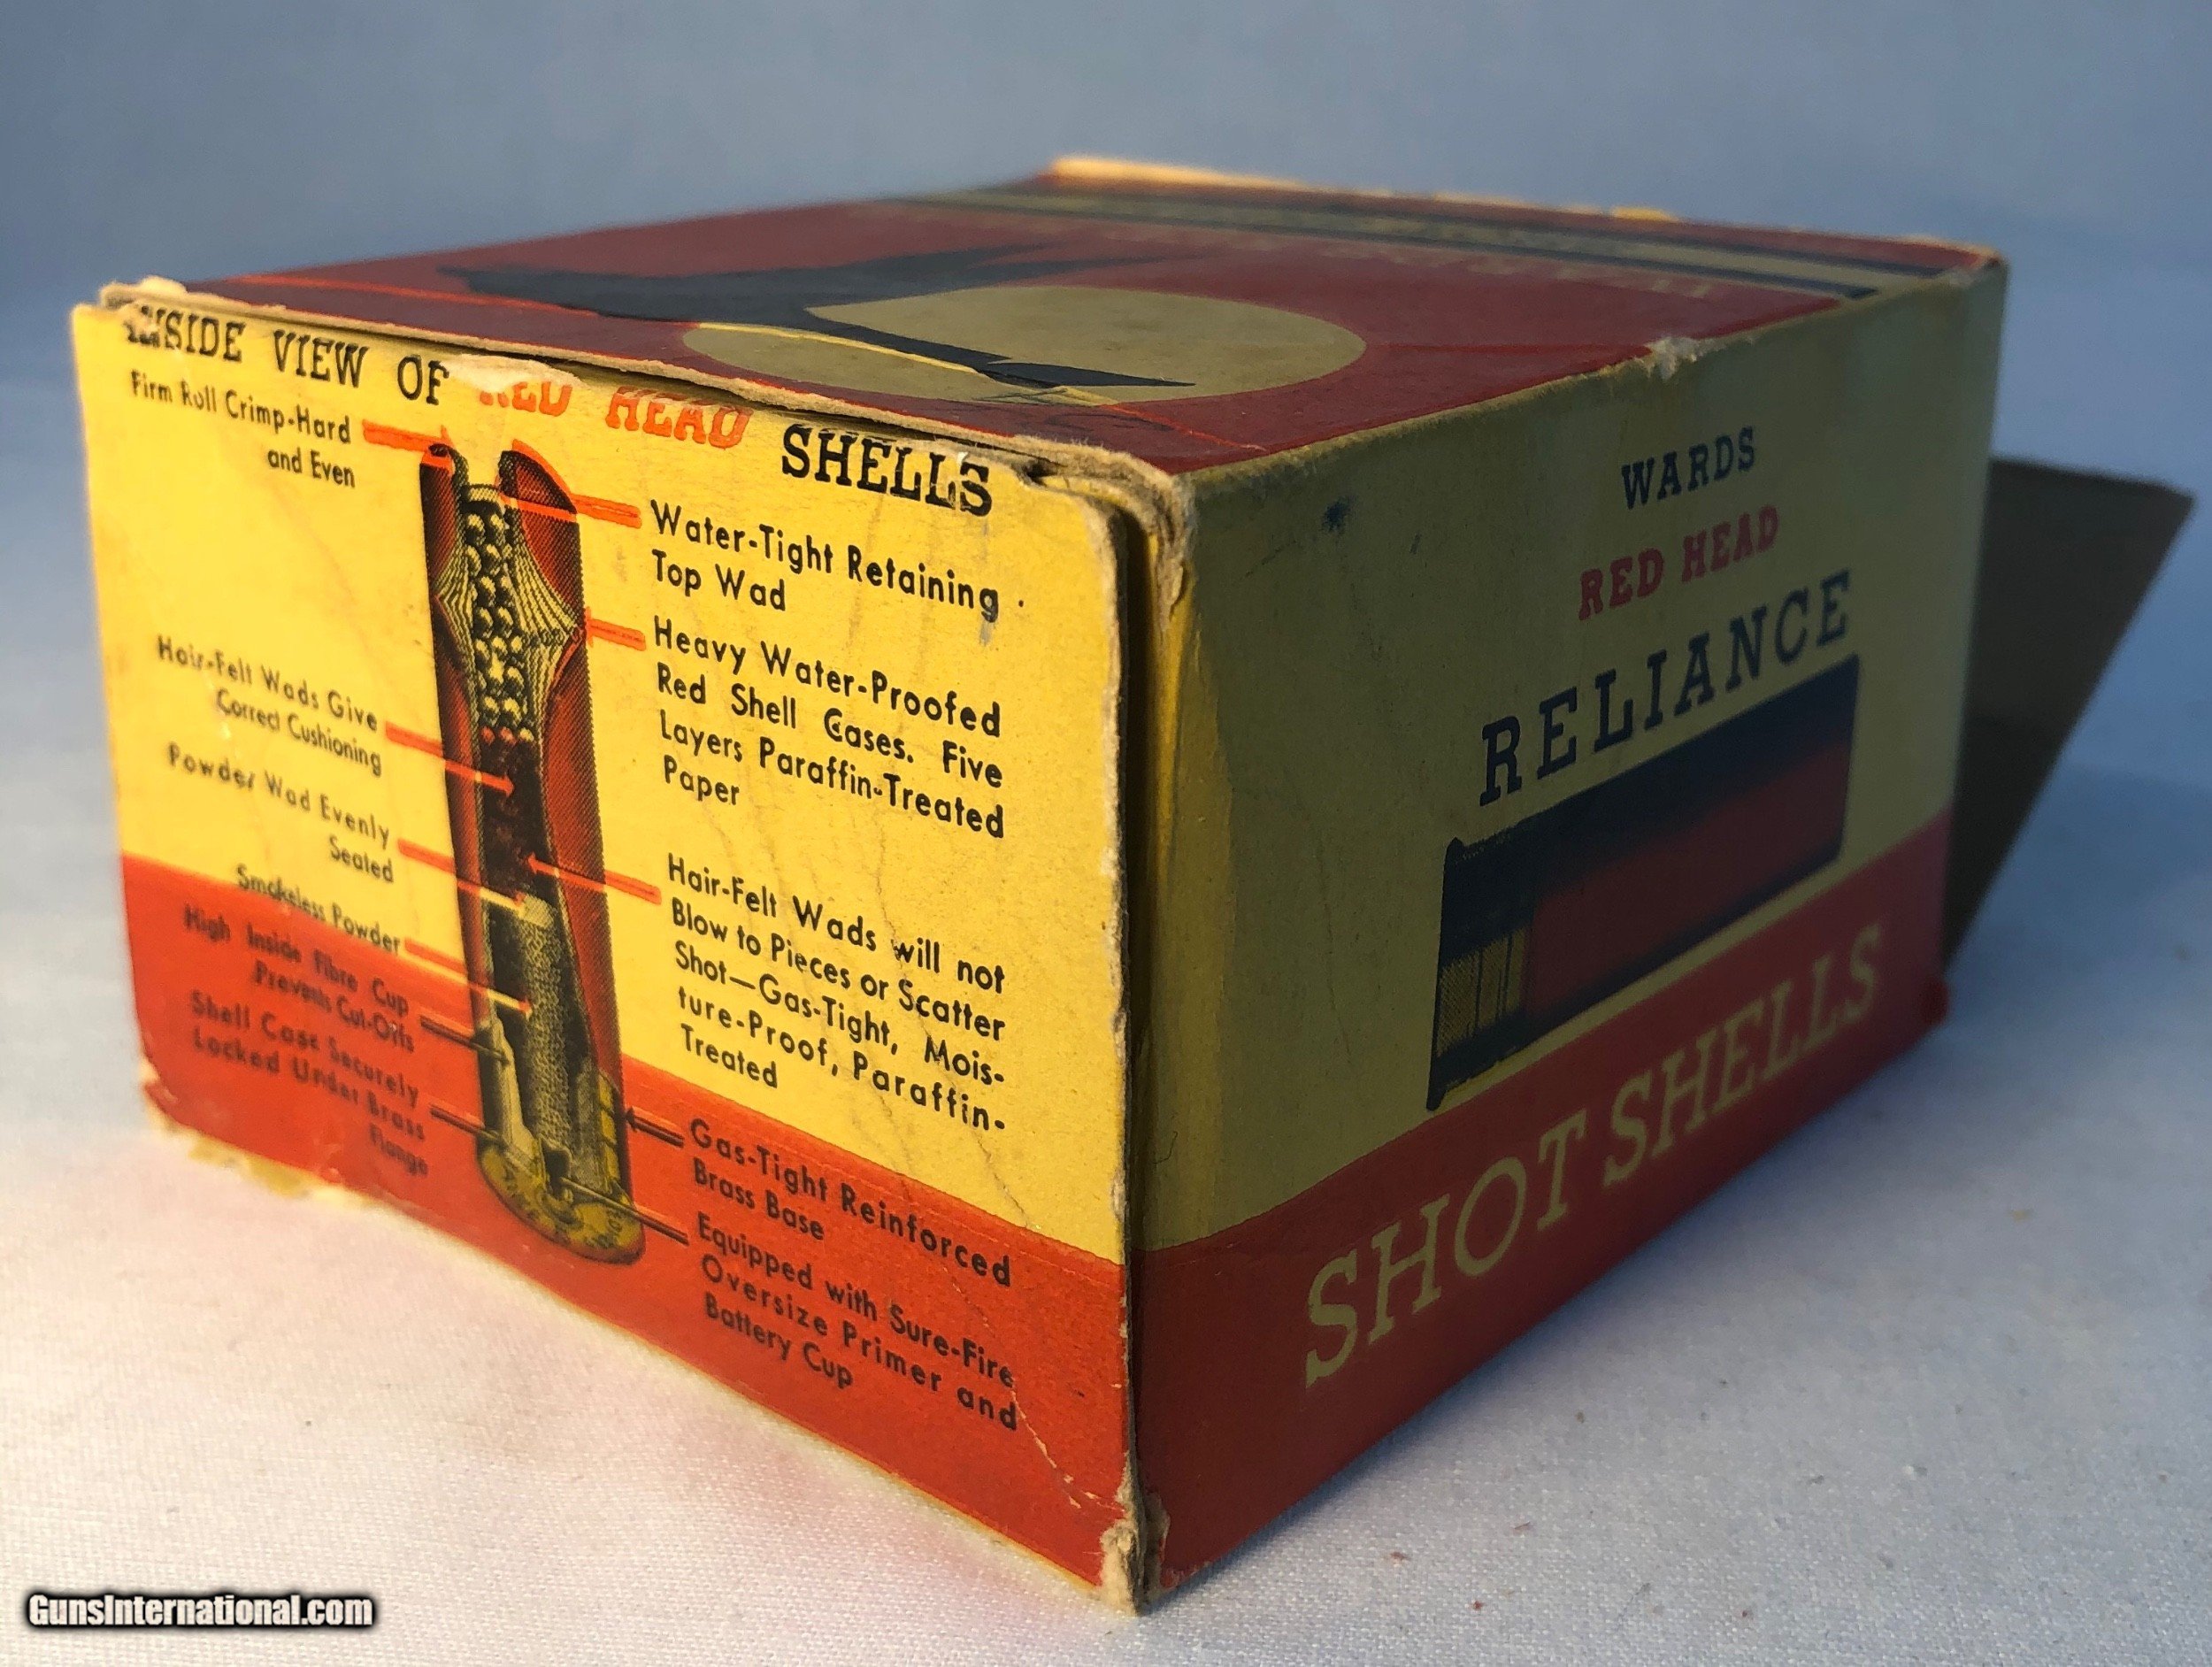 INSIDE VIEW OF RED HEAD SHELLS
Firm Roll Crimp-Hard
and Even
Hair-Felt Wads Give
Correct Cushioning
Powder Wad Evenly
Seated
Smokeless Powder
High Inside Fibre Cup
Prevents Cut-Offs
Shell Case Securely
Locked Under Brass
Flange
Water-Tight Retaining
Top Wad
Heavy Water-Proofed
Red Shell Cases. Five
Layers Paraffin-Treated
Paper
Hair-Felt Wads will not
Blow to Pieces or Scatter
Shot—Gas-Tight, Mois-
ture-Proof, Paraffin-
Treated
Gas-Tight Reinforced
Brass Base
Equipped with Sure-Fire
Oversize Primer and
Battery Cup
WARDS
RED HEAD
RELIANCE
SHOT SHELLS
GunsInternational.com